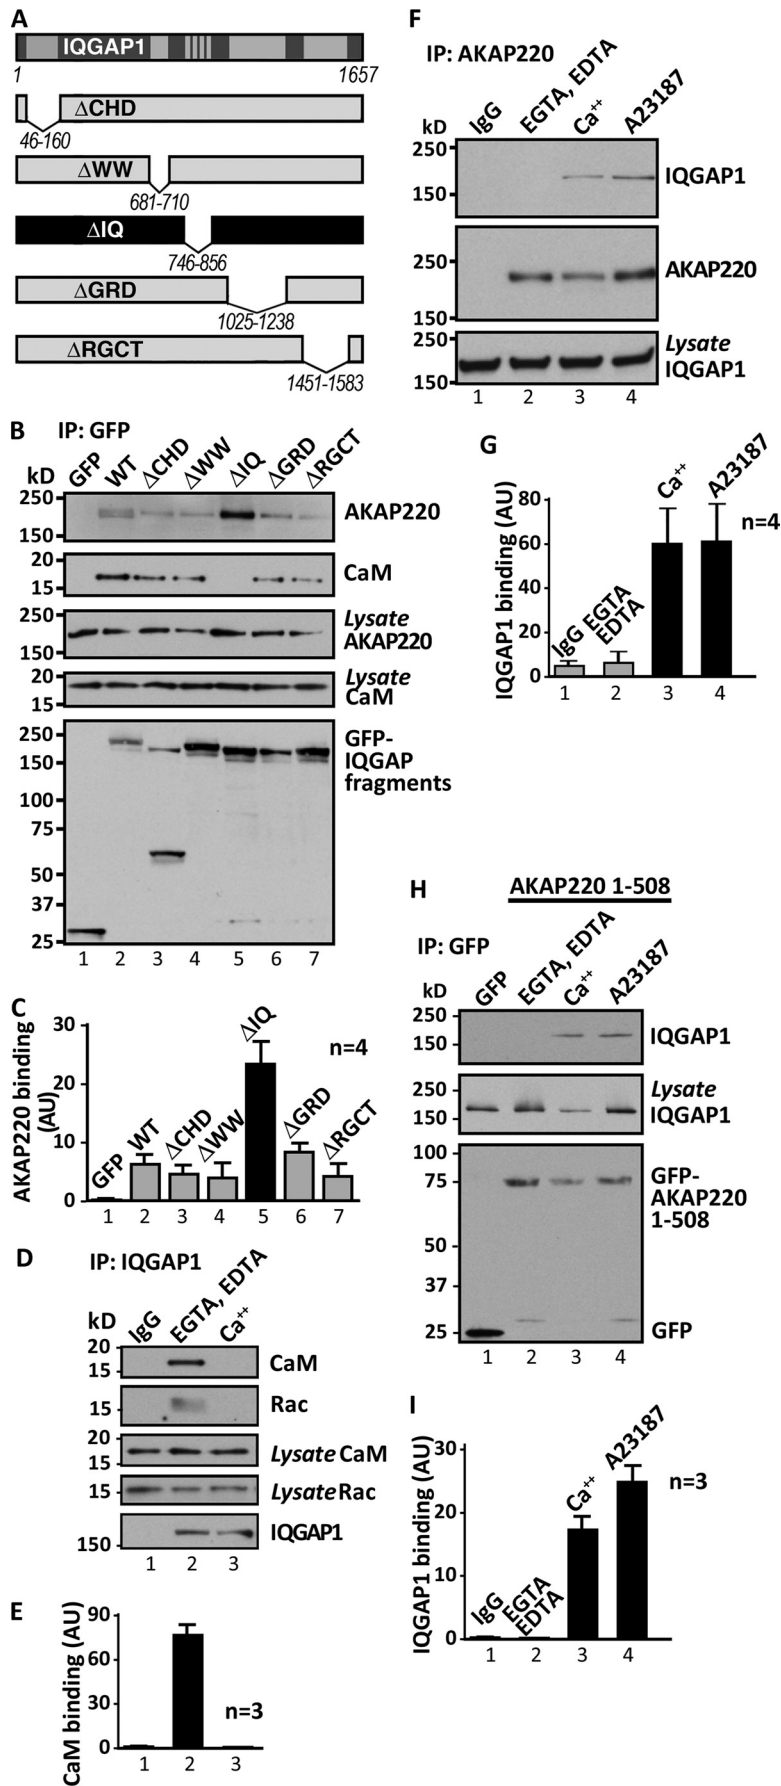 A
IQGAP1
1 1657
ΔCHD
46-160
ΔWW
681-710
ΔIQ
746-856
ΔGRD
1025-1238
ΔRGCT
1451-1583
B IP: GFP
kD GFP WT ΔCHD ΔWW ΔIQ ΔGRD ΔRGCT
250
150
AKAP220
20
15
CaM
250
150
Lysate
AKAP220
20
15
Lysate
CaM
250
150
100
75
50
37
25
GFP-
IQGAP
fragments
1 2 3 4 5 6 7
C
AKAP220 binding
(AU)
30
20
10
0
GFP WT ΔCHD ΔWW ΔIQ ΔGRD ΔRGCT
n=4
1 2 3 4 5 6 7
D IP: IQGAP1
kD IgG EGTA, EDTA Ca++
20
15
CaM
15
Rac
20
15
Lysate CaM
15
Lysate Rac
150
IQGAP1
1 2 3
E
CaM binding (AU)
90
60
30
0
n=3
1 2 3
F
IP: AKAP220
kD IgG EGTA, EDTA Ca++ A23187
250
150
IQGAP1
250
150
AKAP220
250
150
Lysate
IQGAP1
1 2 3 4
G
IQGAP1 binding (AU)
80
60
40
20
0
IgG EGTA
EDTA
Ca++ A23187
n=4
1 2 3 4
H
AKAP220 1-508
IP: GFP
kD GFP EGTA, EDTA Ca++ A23187
250
150
IQGAP1
250
150
Lysate
IQGAP1
100
75
50
37
25
GFP-
AKAP220
1-508
GFP
1 2 3 4
I
IQGAP1 binding (AU)
30
20
10
0
IgG EGTA
EDTA
Ca++ A23187
n=3
1 2 3 4